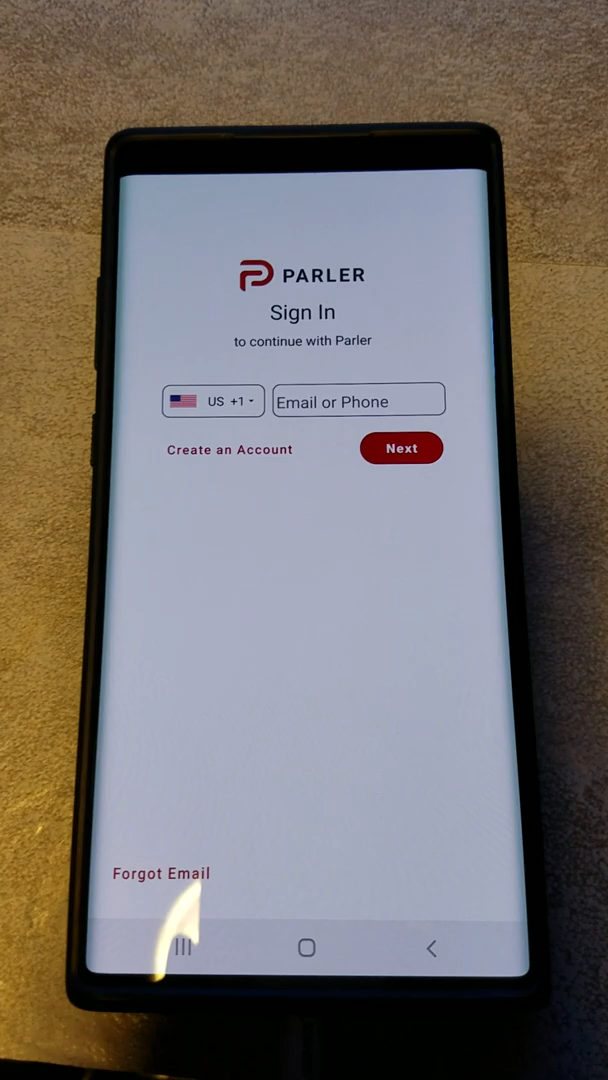 PARLER
Sign In
to continue with Parler
US +1
Email or Phone
Create an Account
Next
Forgot Email